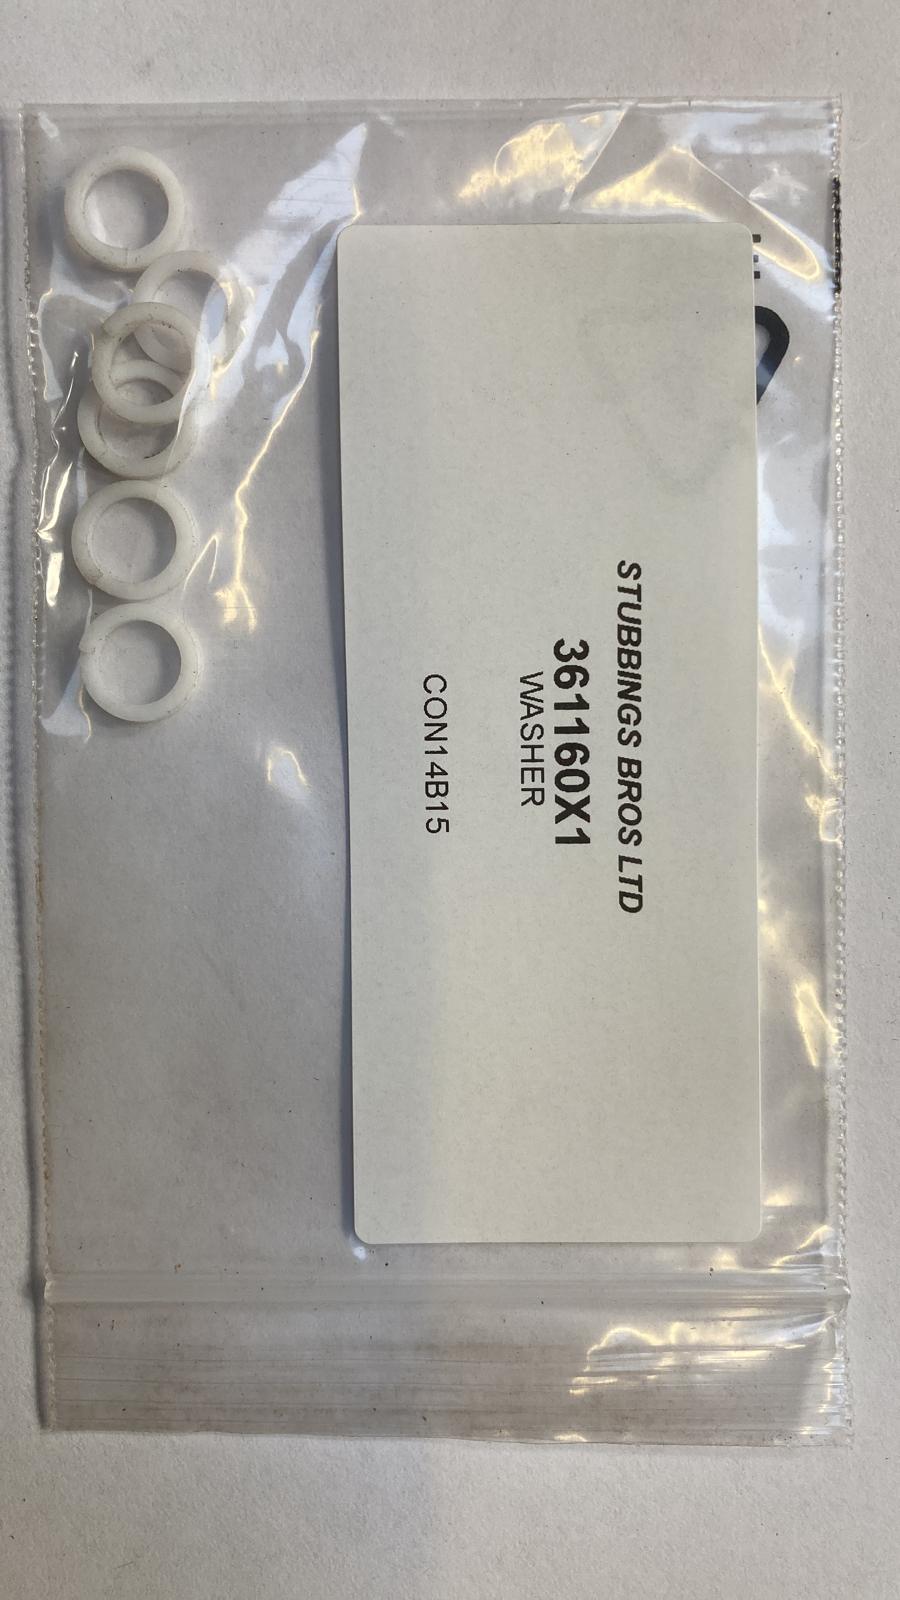 STUBBINGS BROS LTD
361160X1
WASHER
CON14B15